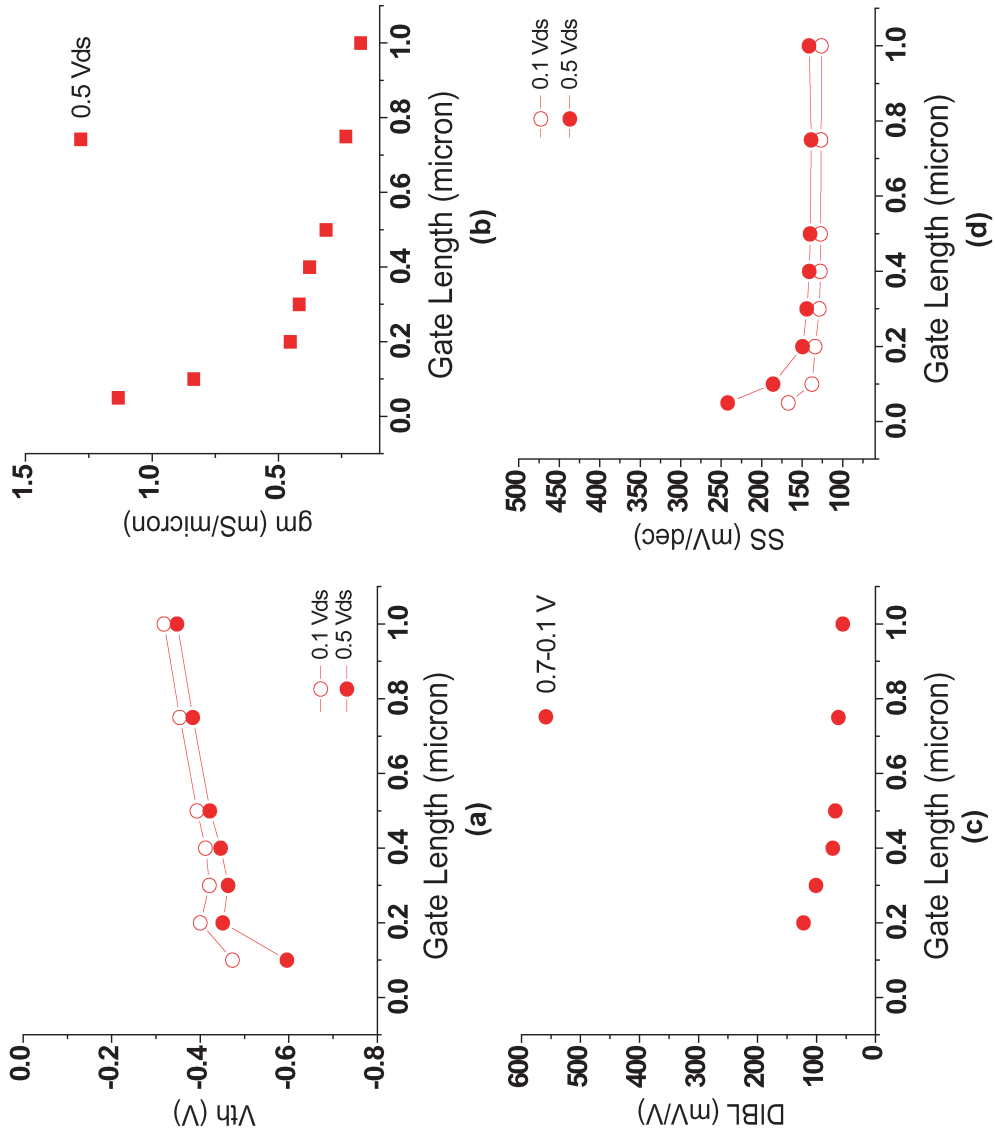 0.0
-0.2
-0.4
-0.6
-0.8
Vth (V)
0.1 Vds
0.5 Vds
0.0 0.2 0.4 0.6 0.8 1.0
Gate Length (micron)
(a)
1.5
1.0
0.5
gm (mS/micron)
0.5 Vds
0.0 0.2 0.4 0.6 0.8 1.0
Gate Length (micron)
(b)
600
500
400
300
200
100
0
DIBL (mV/V)
0.7-0.1 V
0.0 0.2 0.4 0.6 0.8 1.0
Gate Length (micron)
(c)
500
450
400
350
300
250
200
150
100
SS (mV/dec)
0.1 Vds
0.5 Vds
0.0 0.2 0.4 0.6 0.8 1.0
Gate Length (micron)
(d)